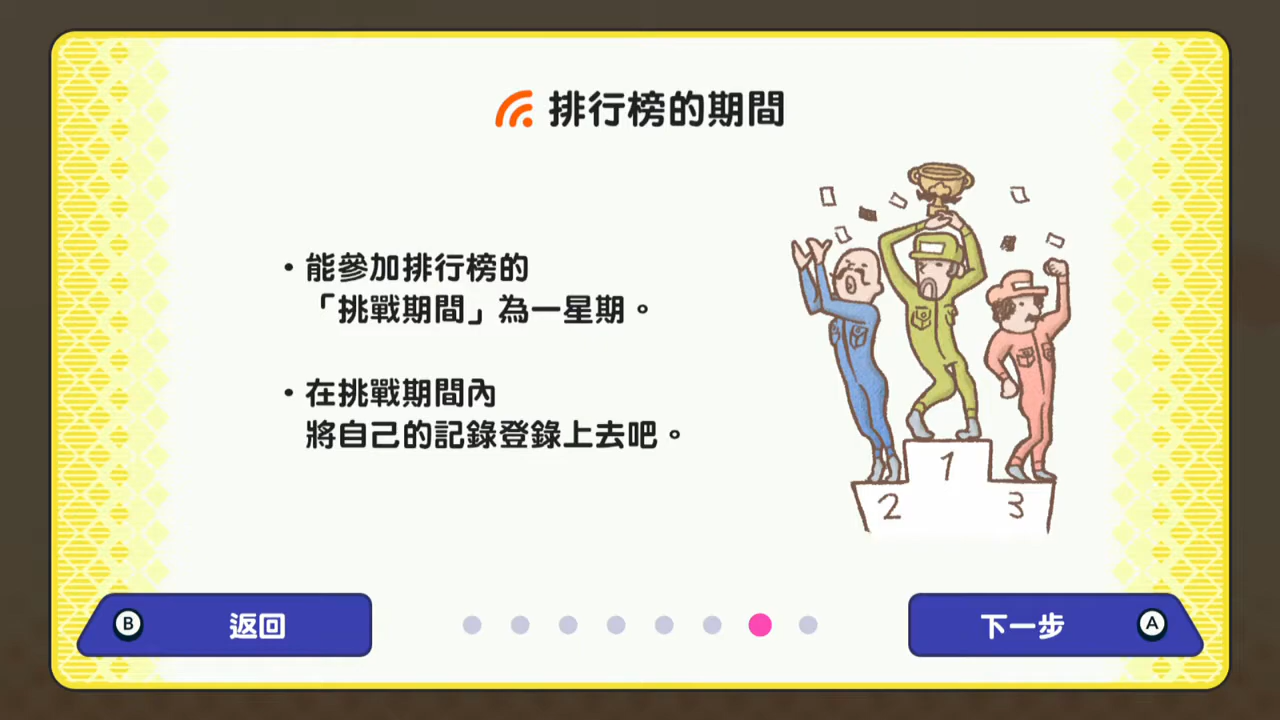 排行榜的期間
・能參加排行榜的
「挑戰期間」為一星期。
・在挑戰期間內
將自己的記錄登錄上去吧。
1
2
3
B 返回
下一步 A